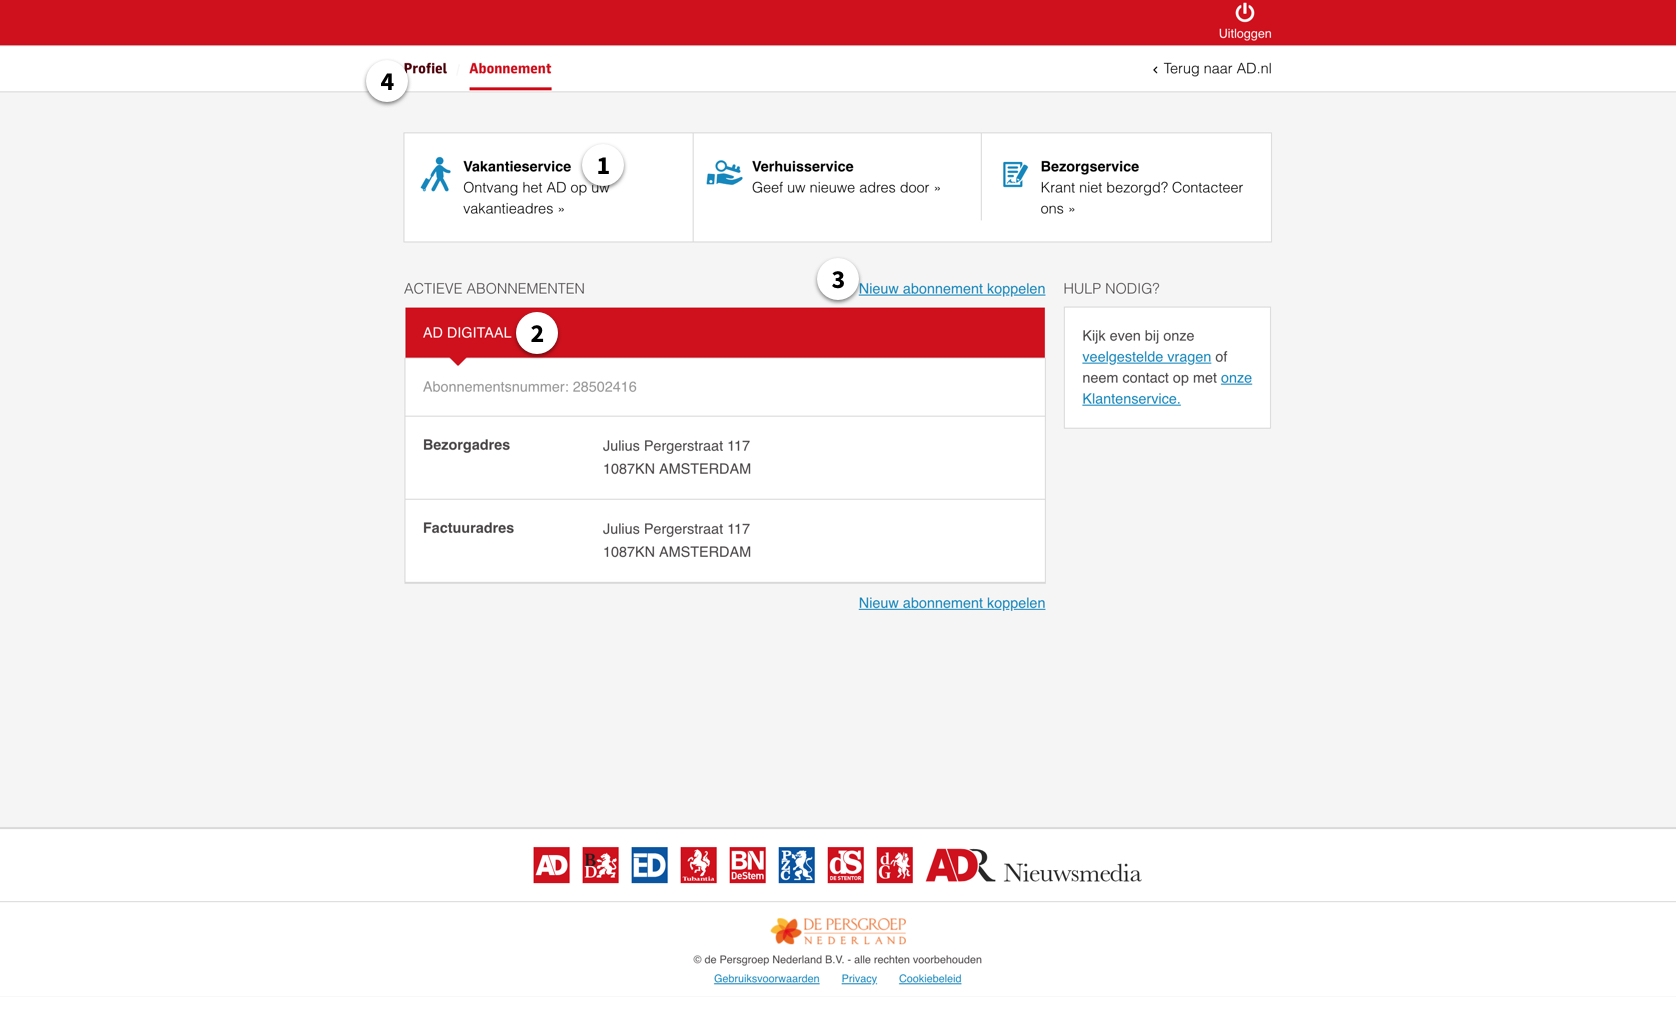 Uitloggen
4
Profiel
Abonnement
‹ Terug naar AD.nl
Vakantieservice
1
Ontvang het AD op uw
vakantieadres »
Verhuisservice
Geef uw nieuwe adres door »
Bezorgservice
Krant niet bezorgd? Contacteer
ons »
ACTIEVE ABONNEMENTEN
3
Nieuw abonnement koppelen
HULP NODIG?
AD DIGITAAL
2
Abonnementsnummer: 28502416
Bezorgadres
Julius Pergerstraat 117
1087KN AMSTERDAM
Factuuradres
Julius Pergerstraat 117
1087KN AMSTERDAM
Nieuw abonnement koppelen
Kijk even bij onze
veelgestelde vragen of
neem contact op met onze
Klantenservice.
AD
BD
ED
Tubantia
BN
DeStem
PZC
dS
DE STENTOR
dG
ADR Nieuwsmedia
DE PERSGROEP
NEDERLAND
© de Persgroep Nederland B.V. - alle rechten voorbehouden
Gebruiksvoorwaarden
Privacy
Cookiebeleid